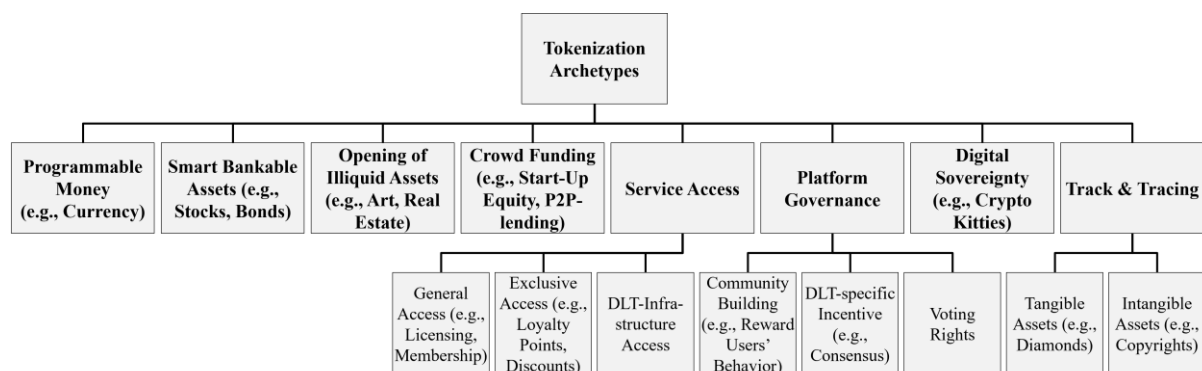 Tokenization
Archetypes
Programmable
Money
(e.g., Currency)
Smart Bankable
Assets (e.g.,
Stocks, Bonds)
Opening of
Illiquid Assets
(e.g., Art, Real
Estate)
Crowd Funding
(e.g., Start-Up
Equity, P2P-
lending)
Service Access
Platform
Governance
Digital
Sovereignty
(e.g., Crypto
Kitties)
Track & Tracing
General
Access (e.g.,
Licensing,
Membership)
Exclusive
Access (e.g.,
Loyalty
Points,
Discounts)
DLT-Infra-
structure
Access
Community
Building
(e.g., Reward
Users'
Behavior)
DLT-specific
Incentive
(e.g.,
Consensus)
Voting
Rights
Tangible
Assets (e.g.,
Diamonds)
Intangible
Assets (e.g.,
Copyrights)